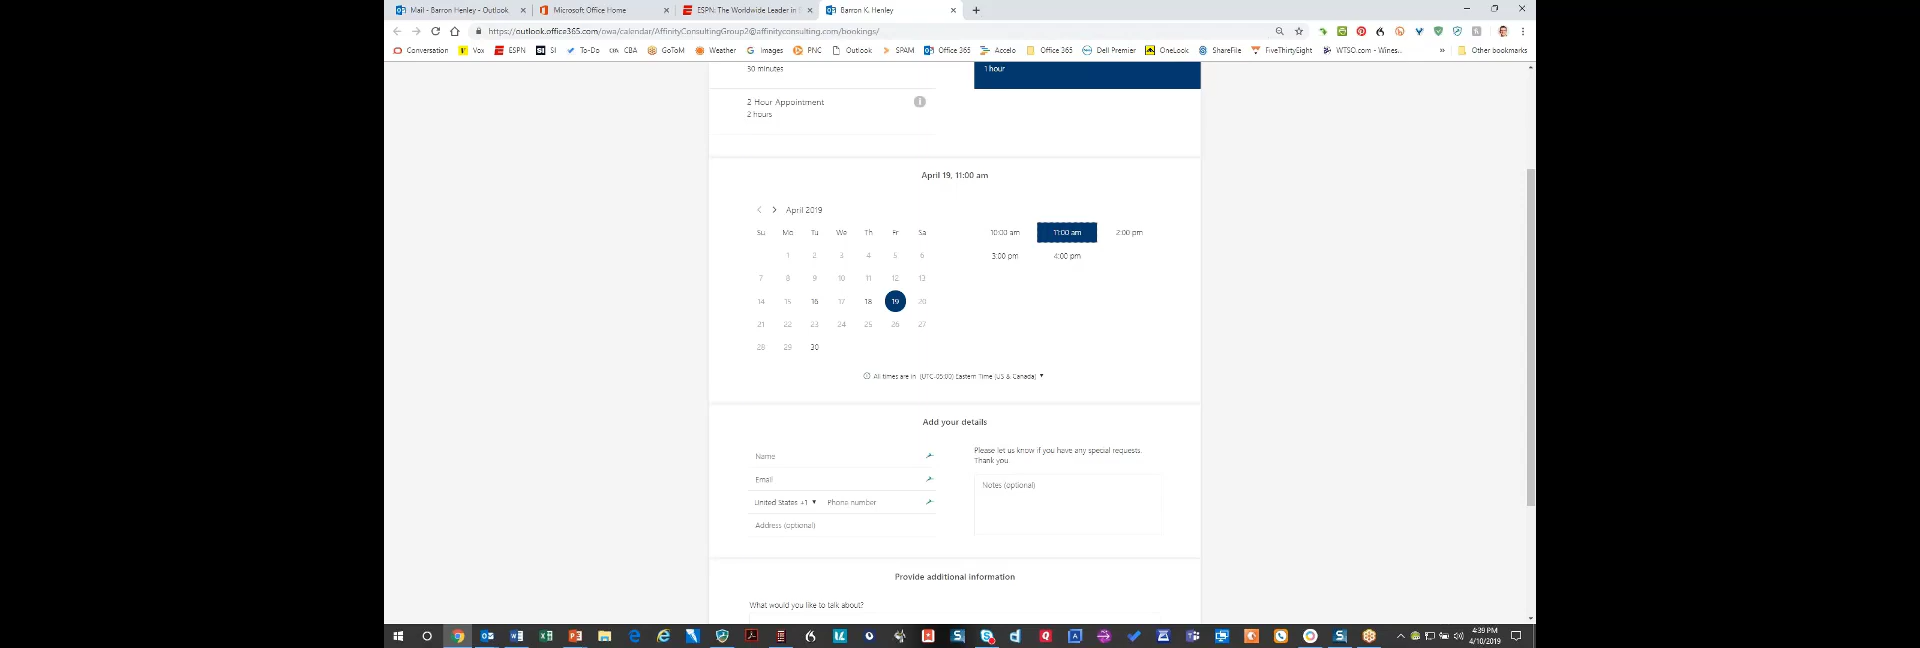 Mail - Barron Henley - Outlook
Microsoft Office Home
ESPN: The Worldwide Leader in S
Barron K. Henley
https://outlook.office365.com/owa/calendar/AffinityConsultingGroup2@affinityconsulting.com/bookings/
Conversation Vox ESPN SI To-Do CBA GoToM Weather Images PNC Outlook SPAM Office 365 Accelo Office 365 Dell Premier OneLook ShareFile FiveThirtyEight WTSO.com - Wines... » Other bookmarks
30 minutes
1 hour
2 Hour Appointment
2 hours
April 19, 11:00 am
April 2019
Su Mo Tu We Th Fr Sa
1 2 3 4 5 6
7 8 9 10 11 12 13
14 15 16 17 18 19 20
21 22 23 24 25 26 27
28 29 30
10:00 am 11:00 am 2:00 pm
3:00 pm 4:00 pm
All times are in (UTC-05:00) Eastern Time (US & Canada)
Add your details
Name
Email
United States +1 Phone number
Address (optional)
Please let us know if you have any special requests.
Thank you
Notes (optional)
Provide additional information
What would you like to talk about?
4:39 PM
4/10/2019